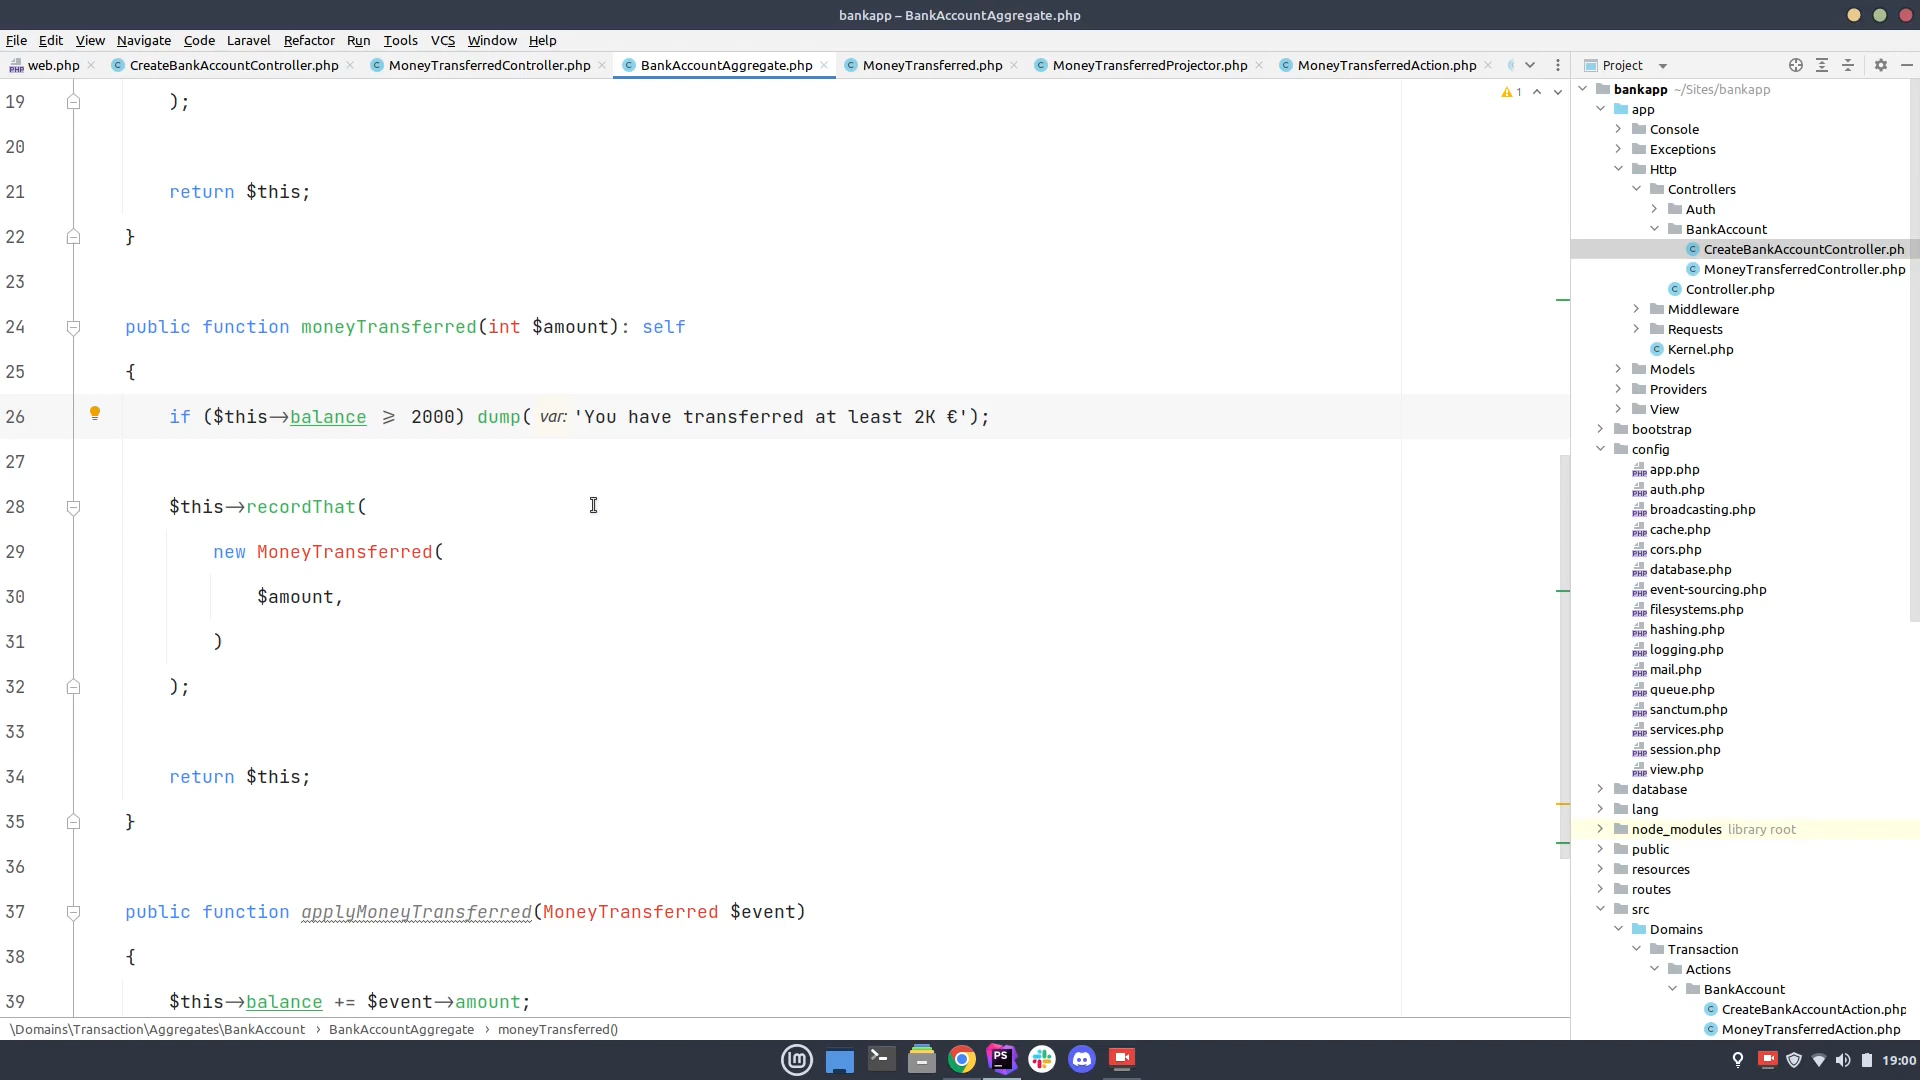 bankapp – BankAccountAggregate.php
File Edit View Navigate Code Laravel Refactor Run Tools VCS Window Help
web.php CreateBankAccountController.php MoneyTransferredController.php BankAccountAggregate.php MoneyTransferred.php MoneyTransferredProjector.php MoneyTransferredAction.php
1
19 );
20
21 return $this;
22 }
23
24 public function moneyTransferred(int $amount): self
25 {
26 if ($this->balance >= 2000) dump( var: 'You have transferred at least 2K €');
27
28 $this->recordThat(
29 new MoneyTransferred(
30 $amount,
31 )
32 );
33
34 return $this;
35 }
36
37 public function applyMoneyTransferred(MoneyTransferred $event)
38 {
39 $this->balance += $event->amount;
\Domains\Transaction\Aggregates\BankAccount › BankAccountAggregate › moneyTransferred()
Project
bankapp ~/Sites/bankapp
app
Console
Exceptions
Http
Controllers
Auth
BankAccount
CreateBankAccountController.ph
MoneyTransferredController.php
Controller.php
Middleware
Requests
Kernel.php
Models
Providers
View
bootstrap
config
app.php
auth.php
broadcasting.php
cache.php
cors.php
database.php
event-sourcing.php
filesystems.php
hashing.php
logging.php
mail.php
queue.php
sanctum.php
services.php
session.php
view.php
database
lang
node_modules library root
public
resources
routes
src
Domains
Transaction
Actions
BankAccount
CreateBankAccountAction.php
MoneyTransferredAction.php
PS
19:00